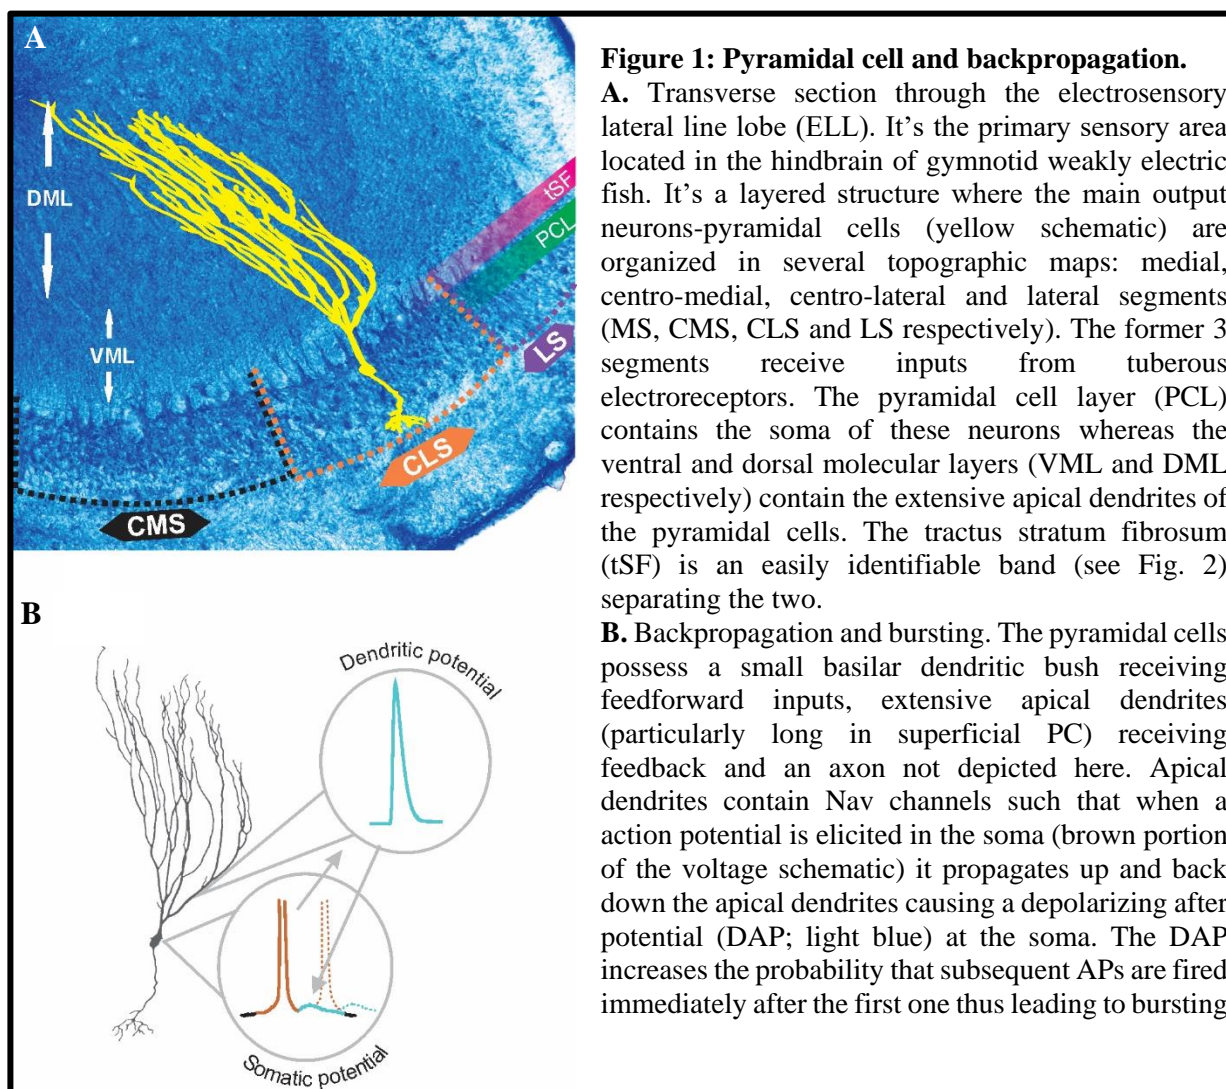 A
DML
VML
tSF
PCL
LS
CLS
CMS
B
Dendritic potential
Somatic potential
Figure 1: Pyramidal cell and backpropagation.
A. Transverse section through the electrosensory
lateral line lobe (ELL). It’s the primary sensory area
located in the hindbrain of gymnotid weakly electric
fish. It’s a layered structure where the main output
neurons-pyramidal cells (yellow schematic) are
organized in several topographic maps: medial,
centro-medial, centro-lateral and lateral segments
(MS, CMS, CLS and LS respectively). The former 3
segments receive inputs from tuberous
electroreceptors. The pyramidal cell layer (PCL)
contains the soma of these neurons whereas the
ventral and dorsal molecular layers (VML and DML
respectively) contain the extensive apical dendrites of
the pyramidal cells. The tractus stratum fibrosum
(tSF) is an easily identifiable band (see Fig. 2)
separating the two.
B. Backpropagation and bursting. The pyramidal cells
possess a small basilar dendritic bush receiving
feedforward inputs, extensive apical dendrites
(particularly long in superficial PC) receiving
feedback and an axon not depicted here. Apical
dendrites contain Nav channels such that when a
action potential is elicited in the soma (brown portion
of the voltage schematic) it propagates up and back
down the apical dendrites causing a depolarizing after
potential (DAP; light blue) at the soma. The DAP
increases the probability that subsequent APs are fired
immediately after the first one thus leading to bursting